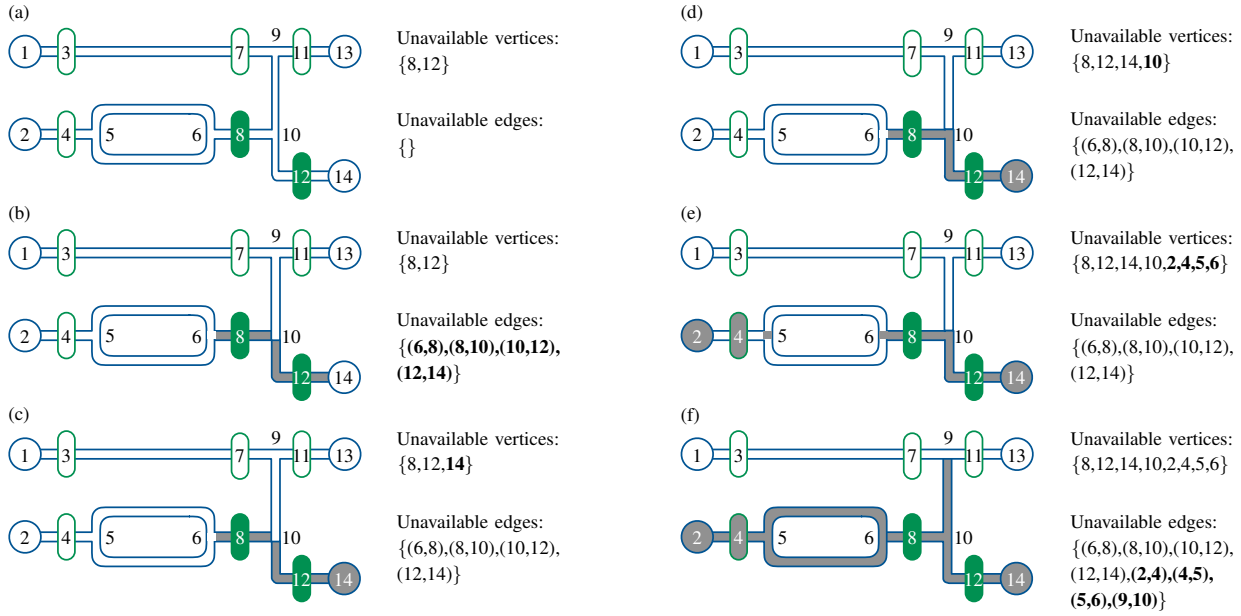 (a)
1 3 7 9 11 13
2 4 5 6 8 10
12 14
Unavailable vertices:
{8,12}
Unavailable edges:
{}
(b)
1 3 7 9 11 13
2 4 5 6 8 10
12 14
Unavailable vertices:
{8,12}
Unavailable edges:
{(6,8),(8,10),(10,12),
(12,14)}
(c)
1 3 7 9 11 13
2 4 5 6 8 10
12 14
Unavailable vertices:
{8,12,14}
Unavailable edges:
{(6,8),(8,10),(10,12),
(12,14)}
(d)
1 3 7 9 11 13
2 4 5 6 8 10
12 14
Unavailable vertices:
{8,12,14,10}
Unavailable edges:
{(6,8),(8,10),(10,12),
(12,14)}
(e)
1 3 7 9 11 13
2 4 5 6 8 10
12 14
Unavailable vertices:
{8,12,14,10,2,4,5,6}
Unavailable edges:
{(6,8),(8,10),(10,12),
(12,14)}
(f)
1 3 7 9 11 13
2 4 5 6 8 10
12 14
Unavailable vertices:
{8,12,14,10,2,4,5,6}
Unavailable edges:
{(6,8),(8,10),(10,12),
(12,14),(2,4),(4,5),
(5,6),(9,10)}